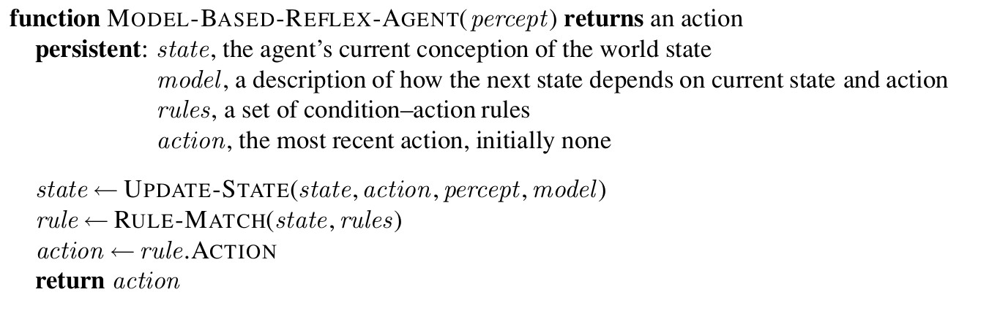 function MODEL-BASED-REFLEX-AGENT(percept) returns an action
persistent: state, the agent's current conception of the world state
model, a description of how the next state depends on current state and action
rules, a set of condition–action rules
action, the most recent action, initially none
state ← UPDATE-STATE(state, action, percept, model)
rule ← RULE-MATCH(state, rules)
action ← rule.ACTION
return action